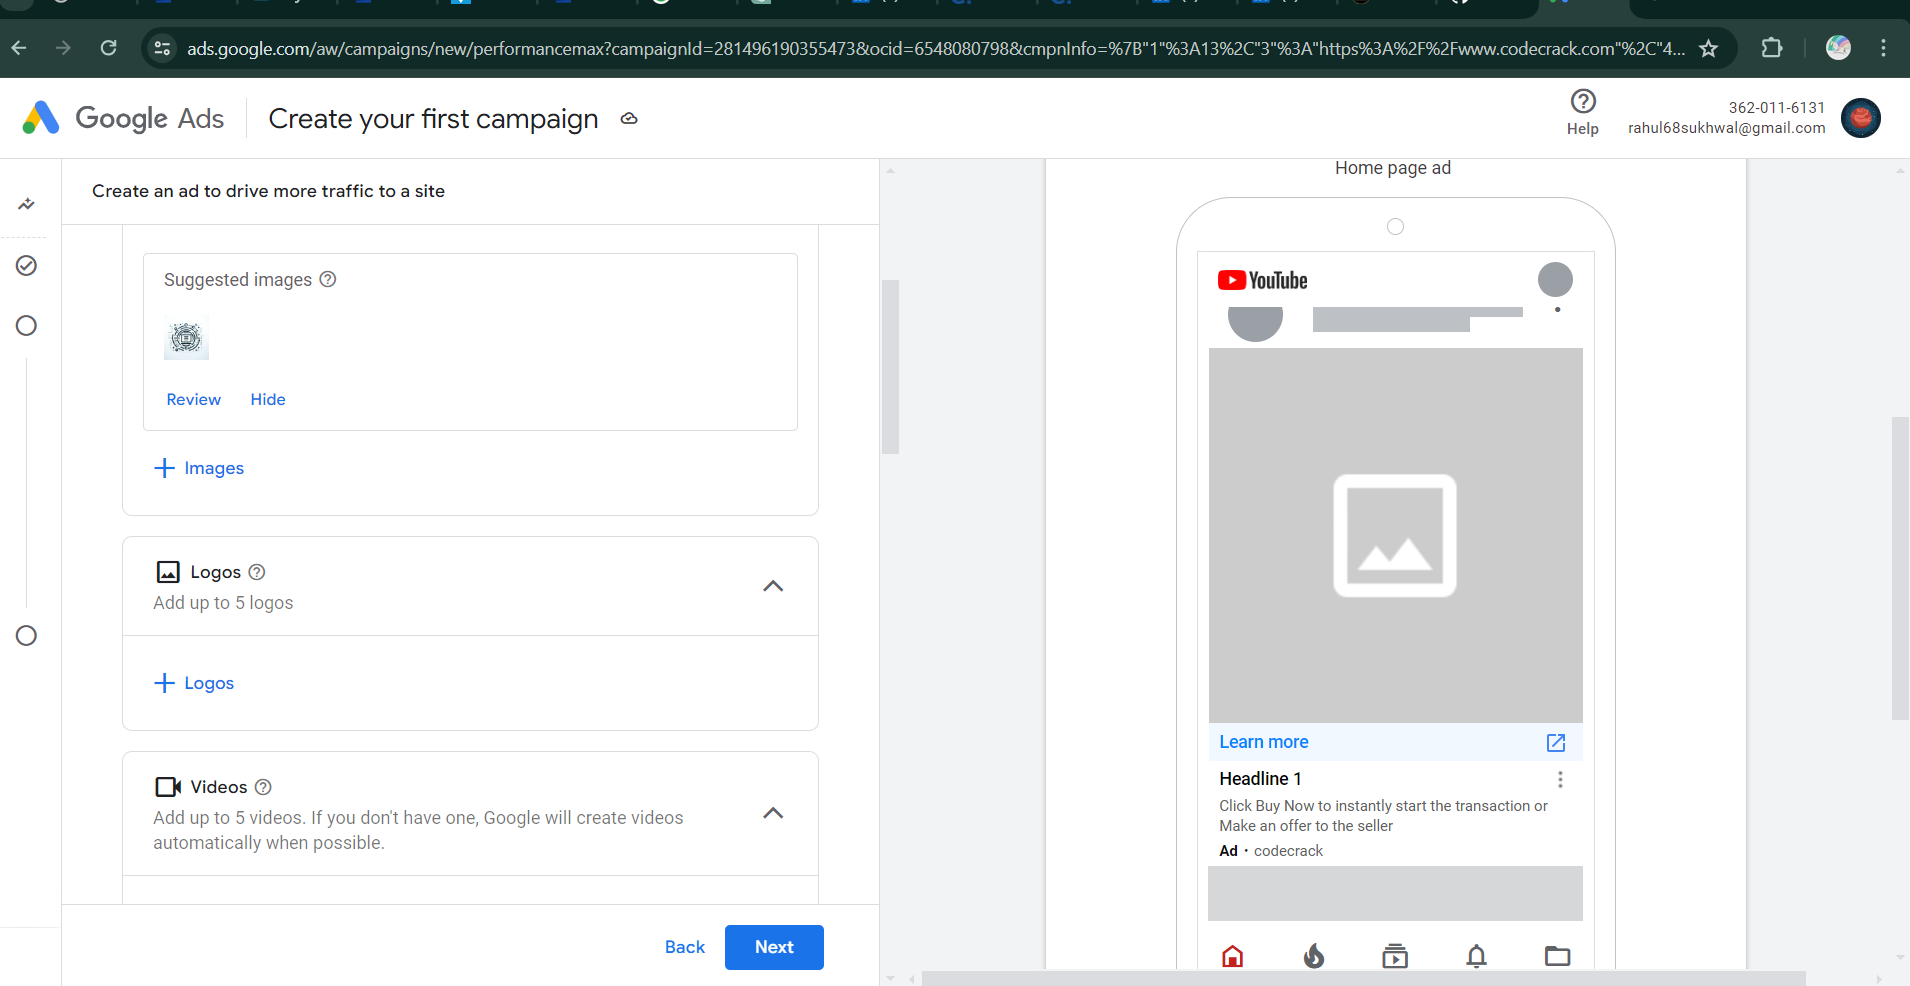 ads.google.com/aw/campaigns/new/performancemax?campaignId=281496190355473&ocid=6548080798&cmpnInfo=%7B"1"%3A13%2C"3"%3A"https%3A%2F%2Fwww.codecrack.com"%2C"4...
Google Ads
Create your first campaign
Help
362-011-6131
rahul68sukhwal@gmail.com
Create an ad to drive more traffic to a site
Suggested images
Review Hide
Images
Logos
Add up to 5 logos
Logos
Videos
Add up to 5 videos. If you don't have one, Google will create videos
automatically when possible.
Back Next
Home page ad
YouTube
Learn more
Headline 1
Click Buy Now to instantly start the transaction or
Make an offer to the seller
Ad · codecrack